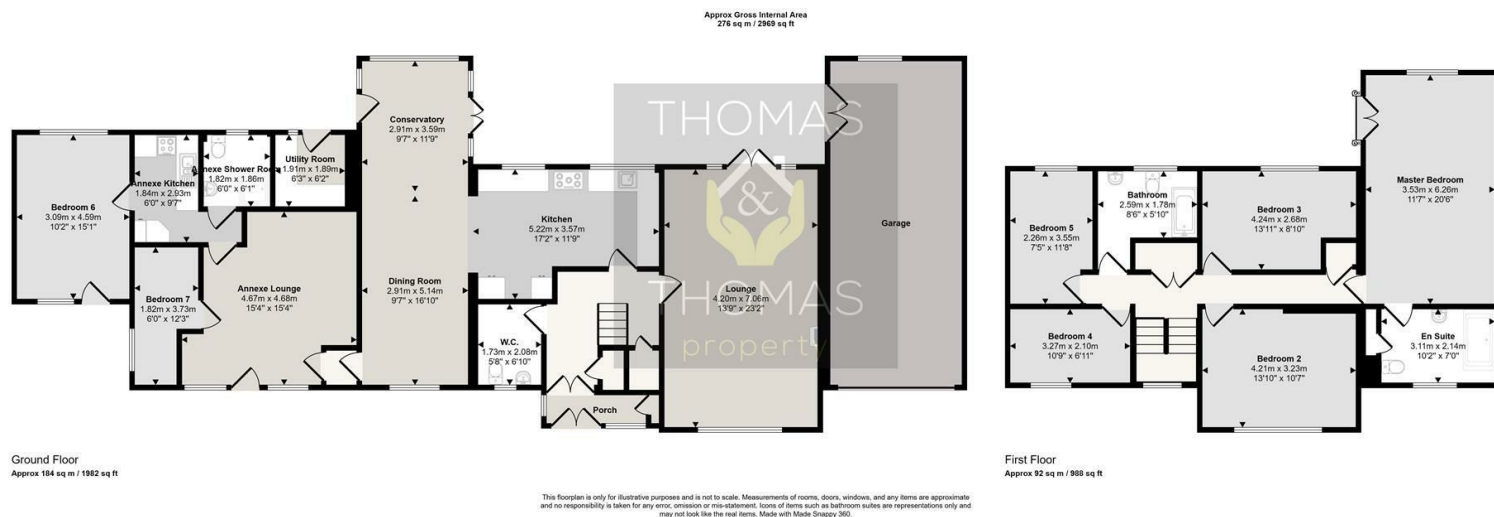 Approx Gross Internal Area
276 sq m / 2969 sq ft
Conservatory
2.91m x 3.59m
9'7" x 11'9"
Utility Room
1.91m x 1.89m
6'3" x 6'2"
Annexe Shower Roo
1.82m x 1.86m
6'0" x 6'1"
Annexe Kitchen
1.84m x 2.93m
6'0" x 9'7"
Bedroom 6
3.09m x 4.59m
10'2" x 15'1"
Kitchen
5.22m x 3.57m
17'2" x 11'9"
Garage
Bedroom 7
1.82m x 3.73m
6'0" x 12'3"
Annexe Lounge
4.67m x 4.68m
15'4" x 15'4"
Dining Room
2.91m x 5.14m
9'7" x 16'10"
Lounge
4.20m x 7.06m
13'9" x 23'2"
W.C.
1.73m x 2.08m
5'8" x 6'10"
Porch
THOMAS
&
THOMAS
property
Ground Floor
Approx 184 sq m / 1982 sq ft
Master Bedroom
3.53m x 6.26m
11'7" x 20'6"
Bathroom
2.59m x 1.78m
8'6" x 5'10"
Bedroom 3
4.24m x 2.68m
13'11" x 8'10"
Bedroom 5
2.26m x 3.55m
7'5" x 11'8"
Bedroom 4
3.27m x 2.10m
10'9" x 6'11"
Bedroom 2
4.21m x 3.23m
13'10" x 10'7"
En Suite
3.11m x 2.14m
10'2" x 7'0"
First Floor
Approx 92 sq m / 988 sq ft
This floorplan is only for illustrative purposes and is not to scale. Measurements of rooms, doors, windows, and any items are approximate
and no responsibility is taken for any error, omission or mis-statement. Icons of items such as bathroom suites are representations only and
may not look like the real items. Made with Made Snappy 360.